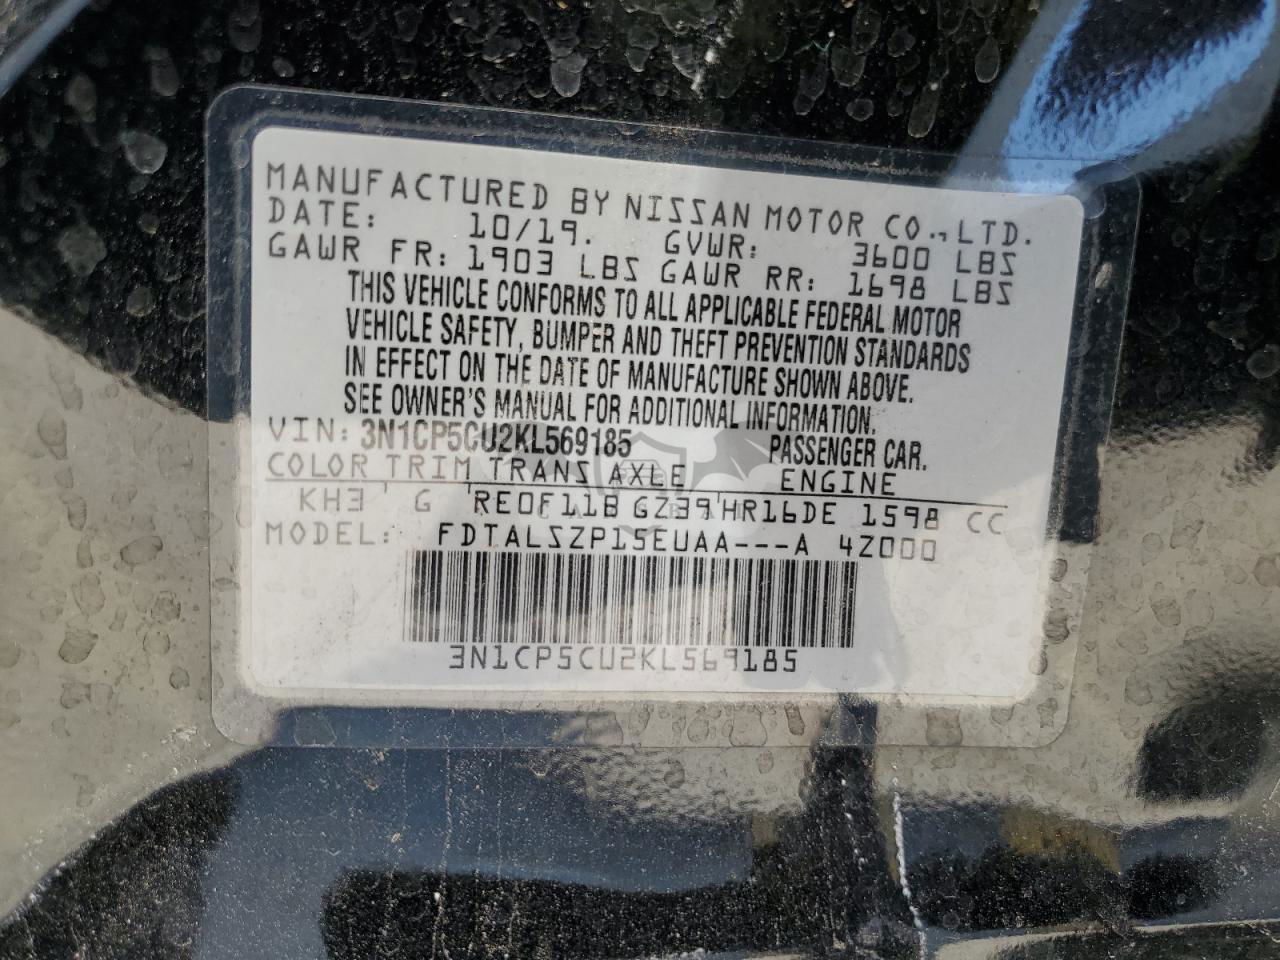 MANUFACTURED BY NISSAN MOTOR CO., LTD.
DATE: 10/19. GVWR: 3600 LBS
GAWR FR: 1903 LBS GAWR RR: 1698 LBS
THIS VEHICLE CONFORMS TO ALL APPLICABLE FEDERAL MOTOR
VEHICLE SAFETY, BUMPER AND THEFT PREVENTION STANDARDS
IN EFFECT ON THE DATE OF MANUFACTURE SHOWN ABOVE.
SEE OWNER'S MANUAL FOR ADDITIONAL INFORMATION.
VIN: 3N1CP5CU2KL569185 PASSENGER CAR.
COLOR TRIM TRANS AXLE ENGINE
KH3 G RE0F11B GZ39 HR16DE 1598 CC
MODEL: FDTALSZP15EUAA---A 4Z000
3N1CP5CU2KL569185